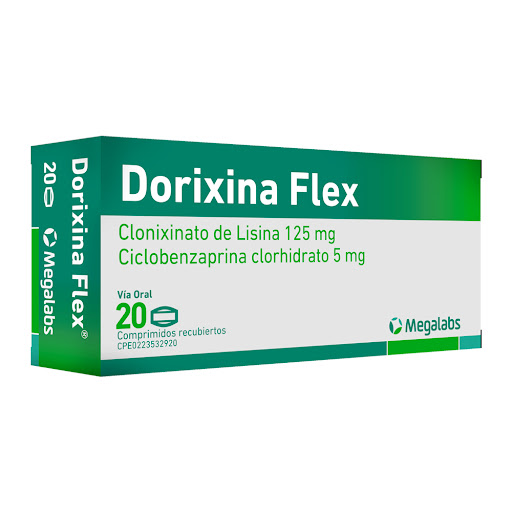 Dorixina Flex
Clonixinato de Lisina 125 mg
Ciclobenzaprina clorhidrato 5 mg
Vía Oral
20
Comprimidos recubiertos
CPE0223532920
Megalabs
Dorixina Flex®
20
Megalabs